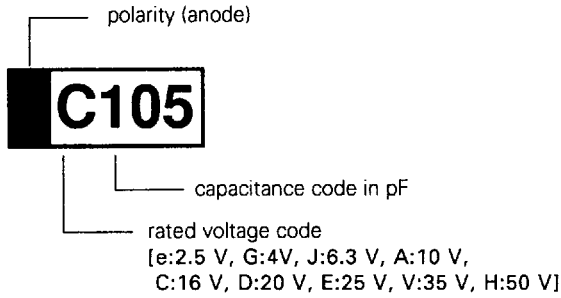 polarity (anode)
C105
capacitance code in pF
rated voltage code
[e:2.5 V, G:4V, J:6.3 V, A:10 V,
C:16 V, D:20 V, E:25 V, V:35 V, H:50 V]